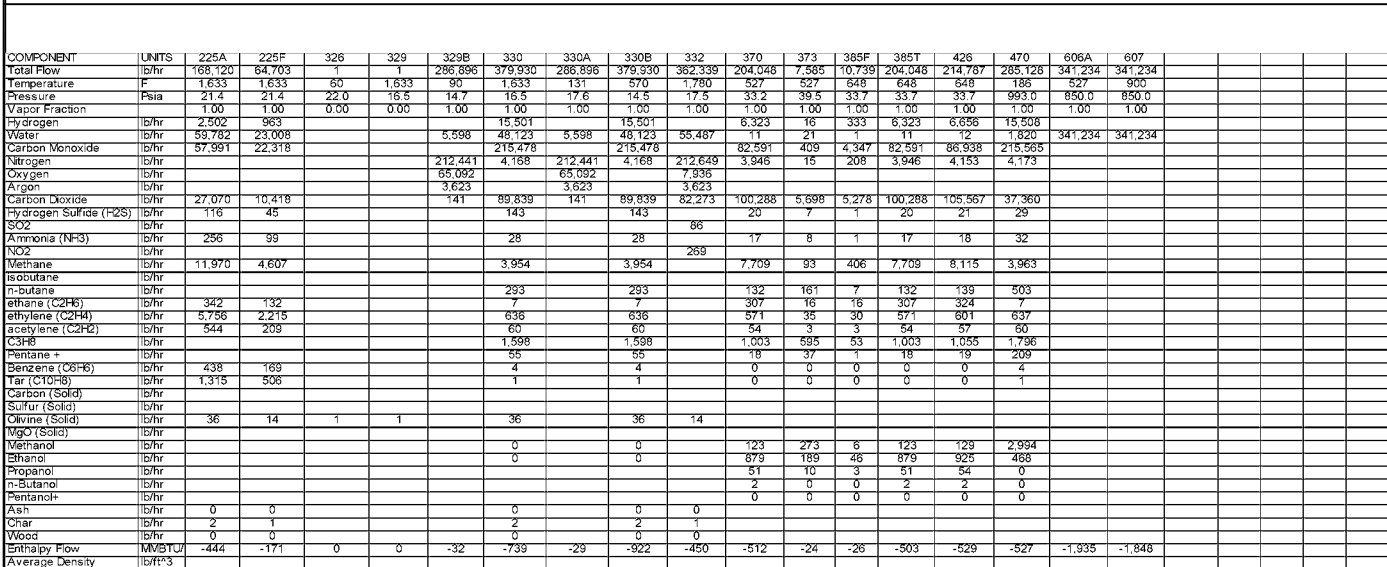 COMPONENT UNITS 225A 225F 326 329 329B 330 330A 330B 332 370 373 385F 385T 426 470 606A 607
Total Flow lb/hr 168,120 64,703 1 1 286,896 379,930 286,896 379,930 362,339 204,048 7,585 10,739 204,048 214,787 285,128 341,234 341,234
Temperature F 1,633 1,633 60 1,633 90 1,633 131 570 1,780 527 527 648 648 648 186 527 900
Pressure Psia 21.4 21.4 22.0 16.5 14.7 16.5 17.6 14.5 17.5 33.2 39.5 33.7 33.7 33.7 993.0 850.0 850.0
Vapor Fraction 1.00 1.00 0.00 0.00 1.00 1.00 1.00 1.00 1.00 1.00 1.00 1.00 1.00 1.00 1.00 1.00 1.00
Hydrogen lb/hr 2,502 963 15,501 15,501 6,323 16 333 6,323 6,656 15,508
Water lb/hr 59,782 23,008 5,598 48,123 5,598 48,123 55,487 11 21 1 11 12 1,820 341,234 341,234
Carbon Monoxide lb/hr 57,991 22,318 215,478 215,478 82,591 409 4,347 82,591 86,938 215,565
Nitrogen lb/hr 212,441 4,168 212,441 4,168 212,649 3,946 15 208 3,946 4,153 4,173
Oxygen lb/hr 65,092 65,092 7,936
Argon lb/hr 3,623 3,623 3,623
Carbon Dioxide lb/hr 27,070 10,418 141 89,839 141 89,839 82,273 100,288 5,698 5,278 100,288 105,567 37,360
Hydrogen Sulfide (H2S) lb/hr 116 45 143 143 20 7 1 20 21 29
SO2 lb/hr 86
Ammonia (NH3) lb/hr 256 99 28 28 17 8 1 17 18 32
NO2 lb/hr 269
Methane lb/hr 11,970 4,607 3,954 3,954 7,709 93 406 7,709 8,115 3,963
isobutane lb/hr
n-butane lb/hr 293 293 132 161 7 132 139 503
ethane (C2H6) lb/hr 342 132 7 7 307 16 16 307 324 7
ethylene (C2H4) lb/hr 5,756 2,215 636 636 571 35 30 571 601 637
acetylene (C2H2) lb/hr 544 209 60 60 54 3 3 54 57 60
C3H8 lb/hr 1,598 1,598 1,003 595 53 1,003 1,055 1,796
Pentane + lb/hr 55 55 18 37 1 18 19 209
Benzene (C6H6) lb/hr 438 169 4 4 0 0 0 0 0 4
Tar (C10H8) lb/hr 1,315 506 1 1 0 0 0 0 0 1
Carbon (Solid) lb/hr
Sulfur (Solid) lb/hr
Olivine (Solid) lb/hr 36 14 1 1 36 36 14
MgO (Solid) lb/hr
Methanol lb/hr 0 0 123 273 6 123 129 2,994
Ethanol lb/hr 0 0 879 189 46 879 925 468
Propanol lb/hr 51 10 3 51 54 0
n-Butanol lb/hr 2 0 0 2 2 0
Pentanol+ lb/hr 0 0 0 0 0 0
Ash lb/hr 0 0 0 0 0
Char lb/hr 2 1 2 2 1
Wood lb/hr 0 0 0 0 0
Enthalpy Flow MMBTU/ -444 -171 0 0 -32 -739 -29 -922 -450 -512 -24 -26 -503 -529 -527 -1,935 -1,848
Average Density lb/ft^3